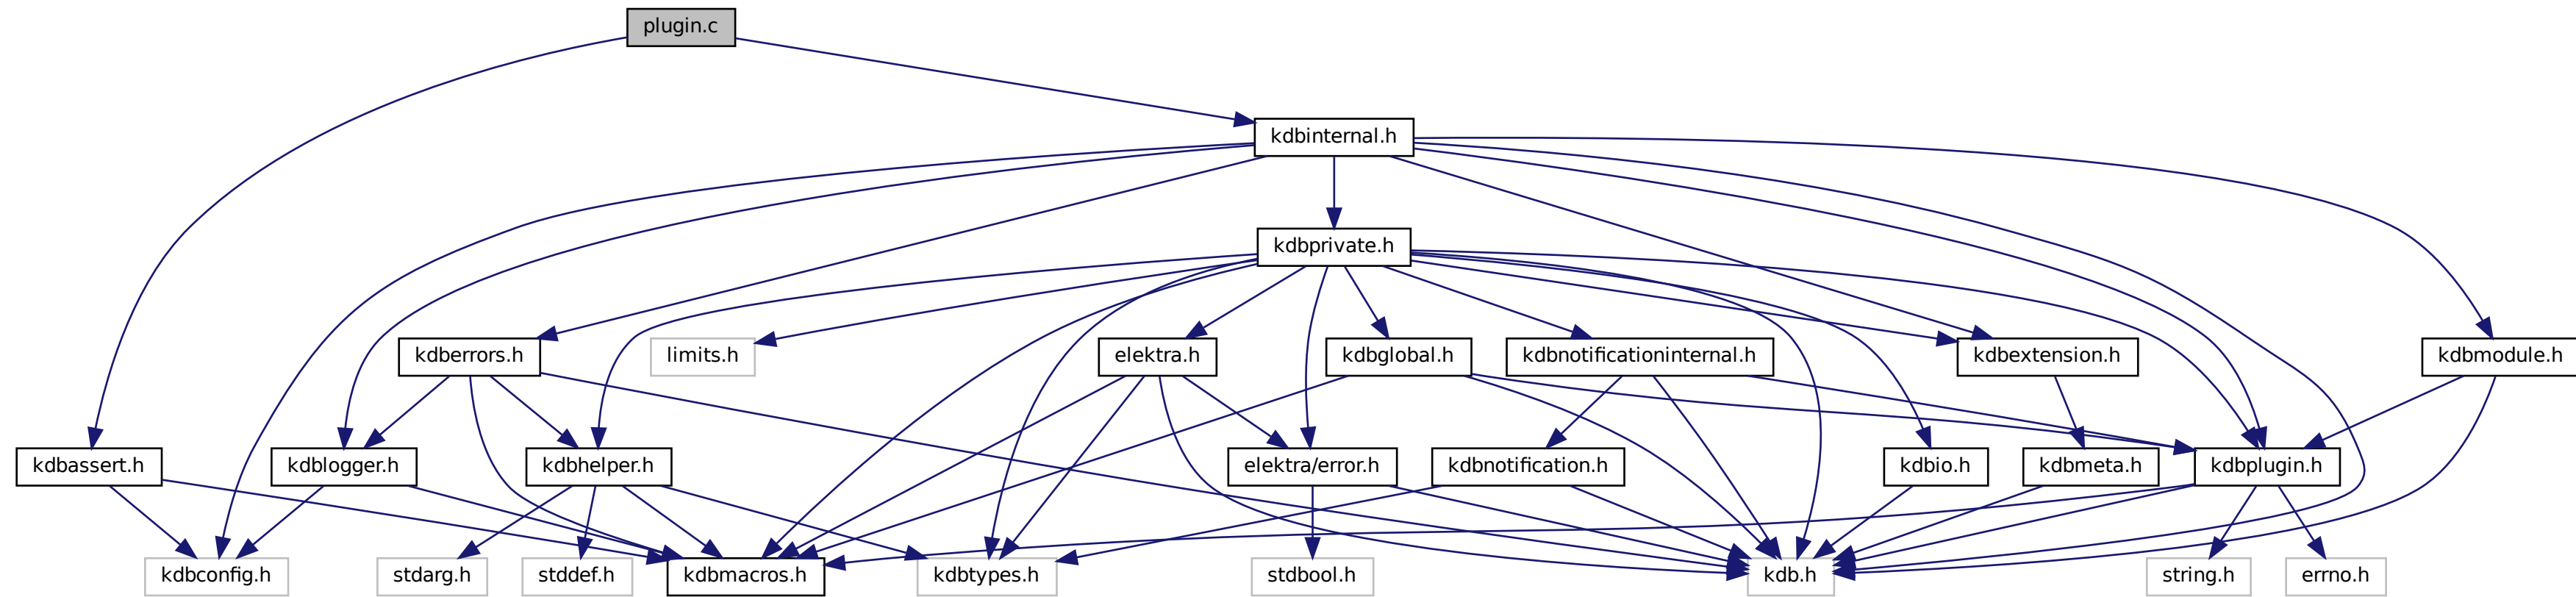 plugin.c
kdbinternal.h
kdbprivate.h
kdberrors.h
limits.h
elektra.h
kdbglobal.h
kdbnotificationinternal.h
kdbextension.h
kdbmodule.h
kdbassert.h
kdblogger.h
kdbhelper.h
elektra/error.h
kdbnotification.h
kdbio.h
kdbmeta.h
kdbplugin.h
kdbconfig.h
stdarg.h
stddef.h
kdbmacros.h
kdbtypes.h
stdbool.h
kdb.h
string.h
errno.h